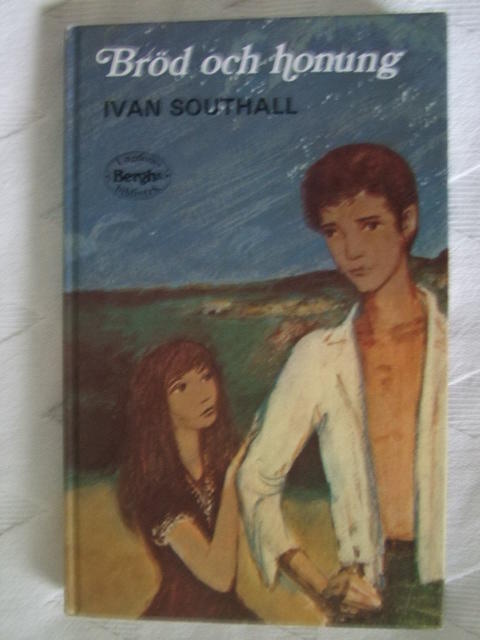 Bröd och honung
IVAN SOUTHALL
Berghs